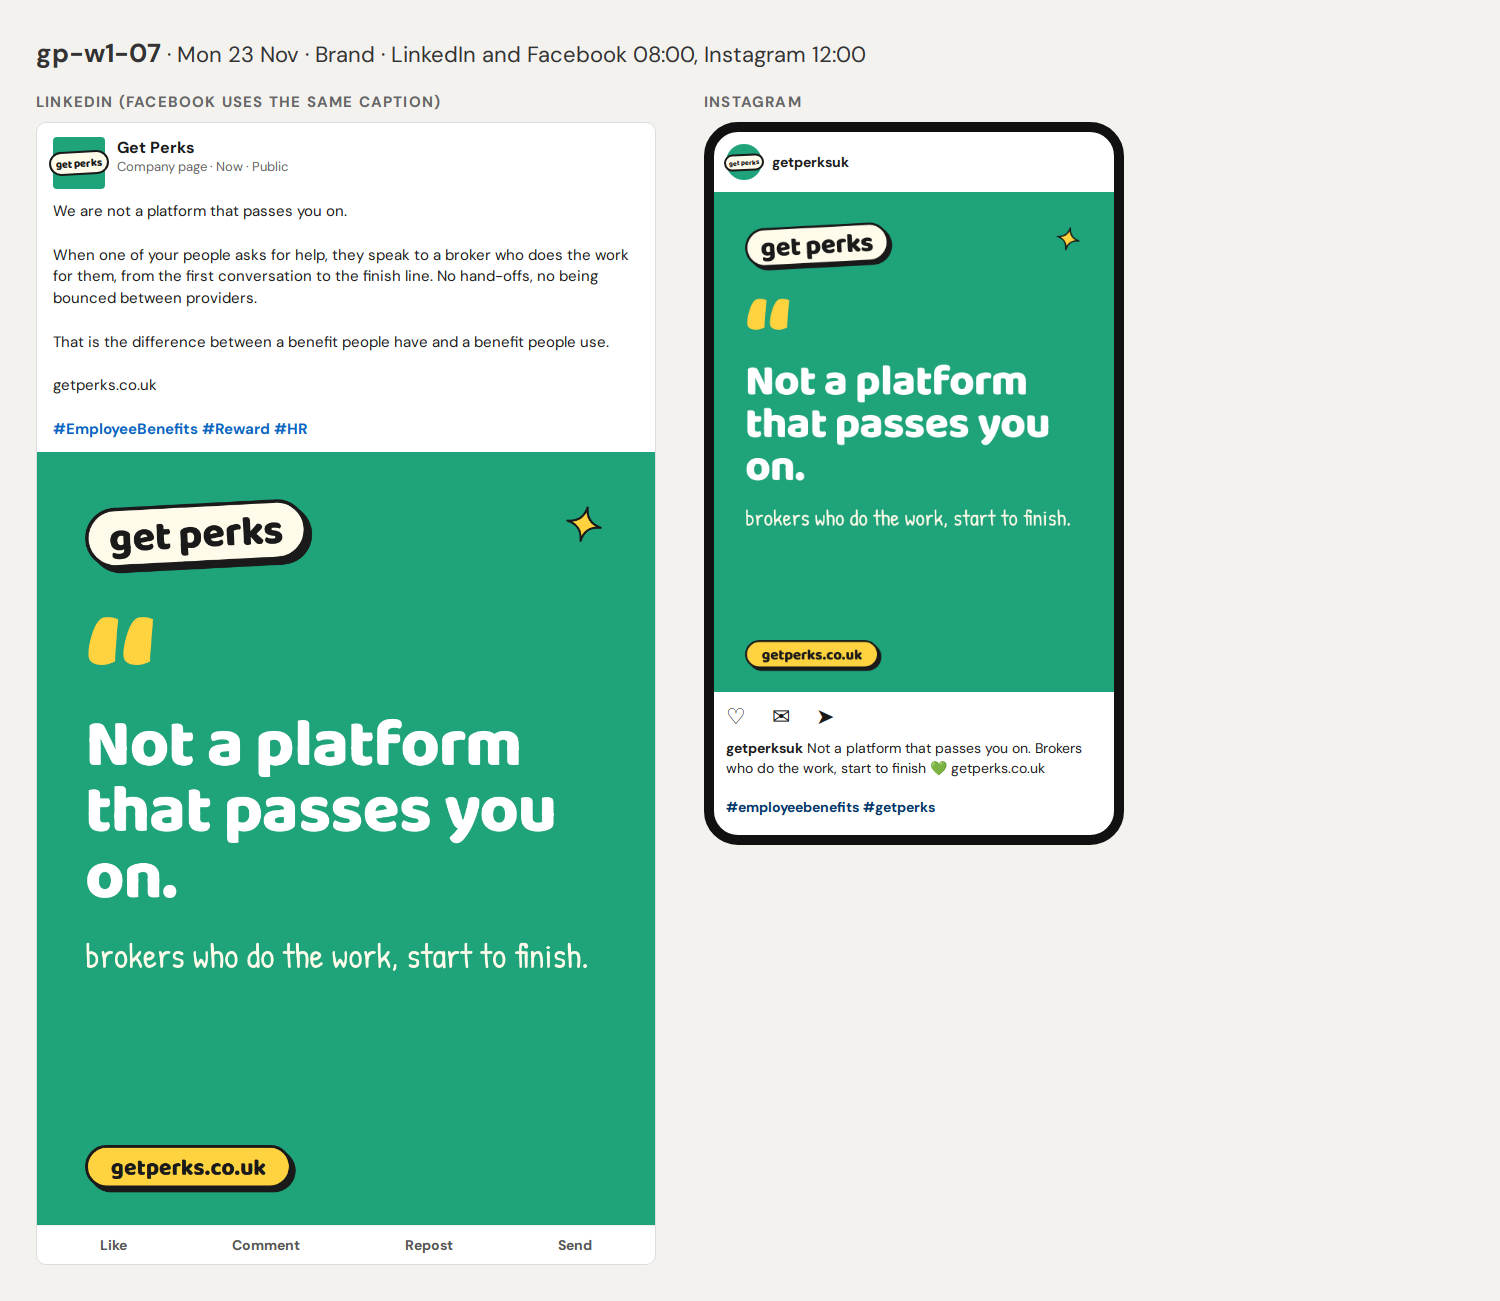 gp-w1-07 · Mon 23 Nov · Brand · LinkedIn and Facebook 08:00, Instagram 12:00
LINKEDIN (FACEBOOK USES THE SAME CAPTION)
get perks
Get Perks
Company page · Now · Public
We are not a platform that passes you on.
When one of your people asks for help, they speak to a broker who does the work
for them, from the first conversation to the finish line. No hand-offs, no being
bounced between providers.
That is the difference between a benefit people have and a benefit people use.
getperks.co.uk
#EmployeeBenefits #Reward #HR
get perks
“
Not a platform
that passes you
on.
brokers who do the work, start to finish.
getperks.co.uk
Like Comment Repost Send
INSTAGRAM
get perks
getperksuk
get perks
“
Not a platform
that passes you
on.
brokers who do the work, start to finish.
getperks.co.uk
getperksuk Not a platform that passes you on. Brokers
who do the work, start to finish 💚 getperks.co.uk
#employeebenefits #getperks